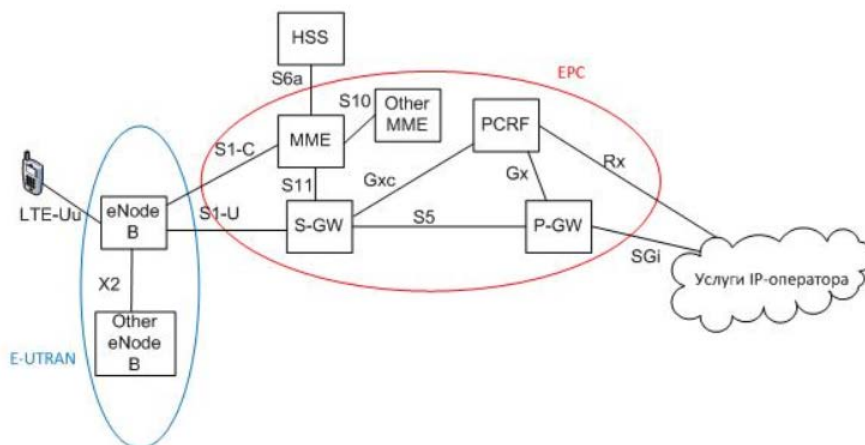 HSS
S6a
EPC
S10
Other
MME
PCRF
MME
S1-C
Rx
S11
Gxc
Gx
LTE-Uu
eNode
B
S1-U
S-GW
S5
P-GW
SGi
Услуги IP-оператора
X2
Other
eNode
B
E-UTRAN